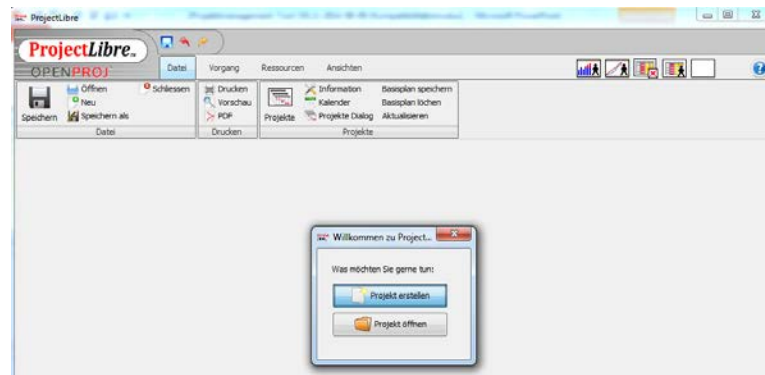 ProjectLibre
ProjectLibre™
OPENPROJ
Datei Vorgang Ressourcen Ansichten
Speichern
Öffnen
Neu
Speichern als
Schliessen
Datei
Drucken
Vorschau
PDF
Drucken
Projekte
Information
Kalender
Projekte Dialog
Basisplan speichern
Basisplan löchen
Aktualisieren
Projekte
Willkommen zu Project...
Was möchten Sie gerne tun:
Projekt erstellen
Projekt öffnen